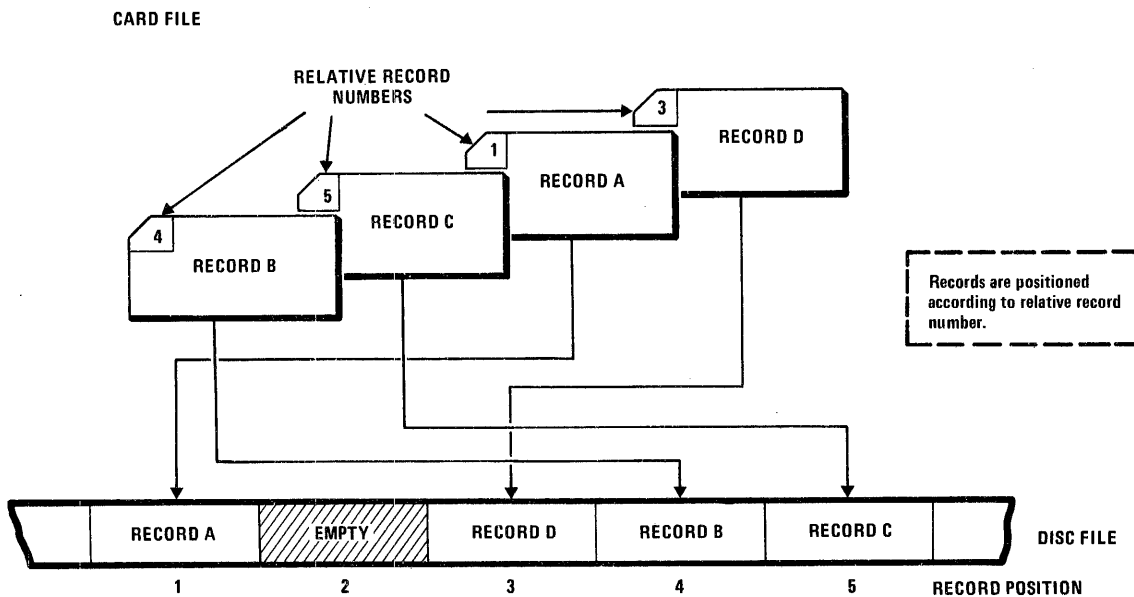 CARD FILE
RELATIVE RECORD
NUMBERS
3
RECORD D
1
RECORD A
5
RECORD C
4
RECORD B
Records are positioned
according to relative record
number.
RECORD A
EMPTY
RECORD D
RECORD B
RECORD C
DISC FILE
1
2
3
4
5
RECORD POSITION